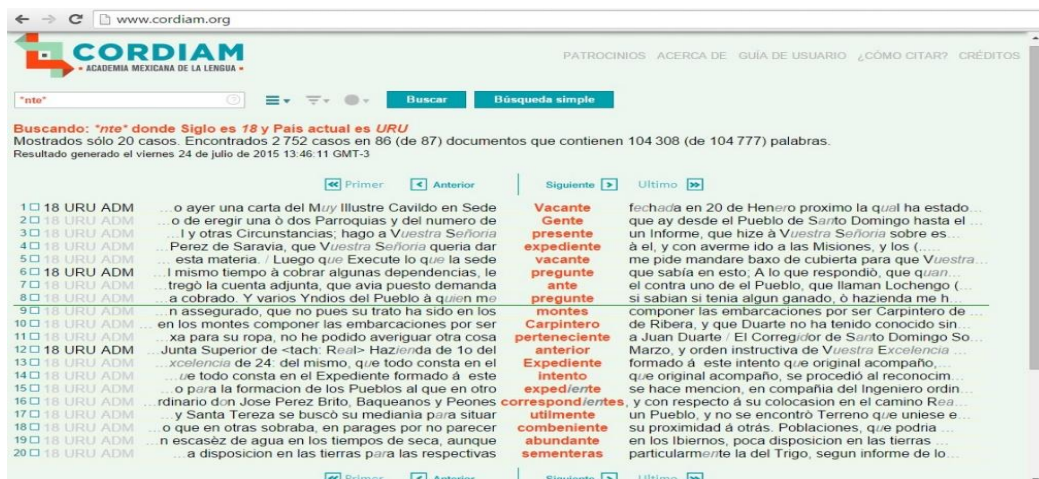 www.cordiam.org
CORDIAM
• ACADEMIA MEXICANA DE LA LENGUA •
PATROCINIOS ACERCA DE GUÍA DE USUARIO ¿CÓMO CITAR? CRÉDITOS
*nte* Buscar Búsqueda simple
Buscando: *nte* donde Siglo es 18 y País actual es URU
Mostrados sólo 20 casos. Encontrados 2 752 casos en 86 (de 87) documentos que contienen 104 308 (de 104 777) palabras.
Resultado generado el viernes 24 de julio de 2015 13:46:11 GMT-3
Primer Anterior Siguiente Ultimo
1 18 URU ADM ...o ayer una carta del Muy Illustre Cavildo en Sede Vacante fechada en 20 de Henero proximo la qual ha estado...
2 18 URU ADM ...o de eregir una ò dos Parroquias y del numero de Gente que ay desde el Pueblo de Santo Domingo hasta el ...
3 18 URU ADM ...l y otras Circunstancias; hago a Vuestra Señoria presente un Informe, que hize à Vuestra Señoria sobre es...
4 18 URU ADM ... Perez de Saravia, que Vuestra Señoria queria dar expediente à el, y con averme ido a las Misiones, y los (.....
5 18 URU ADM ... esta materia. / Luego que Execute lo que la sede vacante me pide mandare baxo de cubierta para que Vuestra...
6 18 URU ADM ...l mismo tiempo à cobrar algunas dependencias, le pregunte que sabía en esto; A lo que respondiò, que quan...
7 18 URU ADM ...tregò la cuenta adjunta, que avia puesto demanda ante el contra uno de el Pueblo, que llaman Lochengo (...
8 18 URU ADM ...a cobrado. Y varios Yndios del Pueblo à quien me pregunte si sabian si tenia algun ganado, ò hazienda me h...
9 18 URU ADM ...n assegurado, que no pues su trato ha sido en los montes componer las embarcaciones por ser Carpintero de ...
10 18 URU ADM ... en los montes componer las embarcaciones por ser Carpintero de Ribera, y que Duarte no ha tenido conocido sin...
11 18 URU ADM ...xa para su ropa, no he podido averiguar otra cosa perteneciente a Juan Duarte / El Corregidor de Santo Domingo So...
12 18 URU ADM ...Junta Superior de <tach: Real> Hazienda de 1o del anterior Marzo, y orden instructiva de Vuestra Excelencia ...
13 18 URU ADM ...xcelencia de 24: del mismo, que todo consta en el Expediente formado á este intento que original acompaño,...
14 18 URU ADM ...ue todo consta en el Expediente formado á este intento que original acompaño, se procedió al reconocim...
15 18 URU ADM ...o para la formacion de los Pueblos al que en otro expediente se hace mencion, en compañia del Ingeniero ordin...
16 18 URU ADM ...rdinario don Jose Perez Brito, Baqueanos y Peones correspondientes, y con respecto á su colocasion en el camino Rea...
17 18 URU ADM ...y Santa Tereza se buscò su mediania para situar utilmente un Pueblo, y no se encontrò Terreno que uniese e...
18 18 URU ADM ...o que en otras sobraba, en parages por no parecer combeniente su proximidad á otrás. Poblaciones, que podria ...
19 18 URU ADM ...n escasèz de agua en los tiempos de seca, aunque abundante en los Ibiernos, poca disposicion en las tierras ...
20 18 URU ADM ...a disposicion en las tierras para las respectivas sementeras particularmente la del Trigo, segun informe de lo...
Primer Anterior Siguiente Ultimo